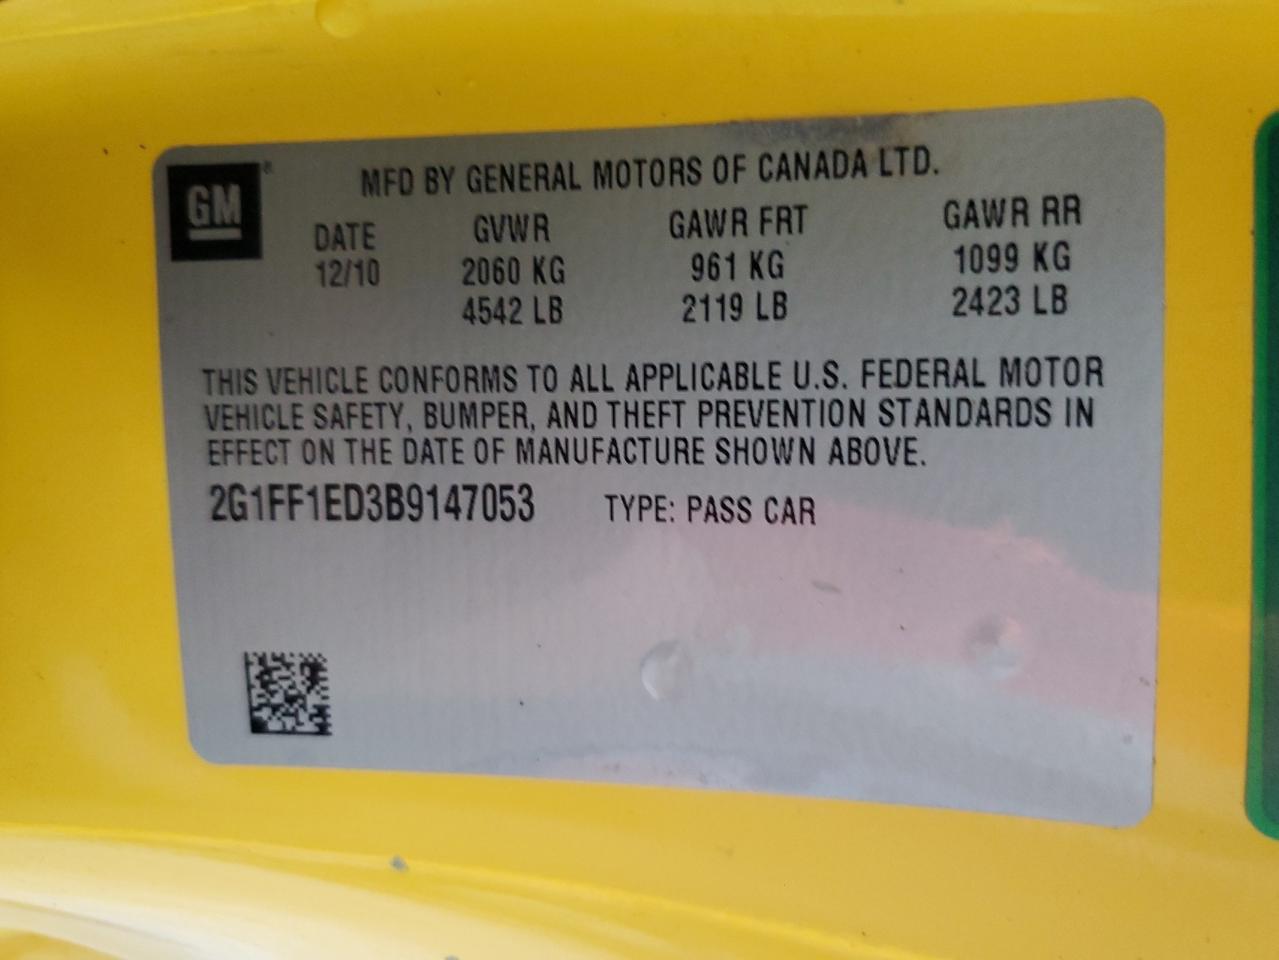 GM®
MFD BY GENERAL MOTORS OF CANADA LTD.
DATE GVWR GAWR FRT GAWR RR
12/10 2060 KG 961 KG 1099 KG
4542 LB 2119 LB 2423 LB
THIS VEHICLE CONFORMS TO ALL APPLICABLE U.S. FEDERAL MOTOR
VEHICLE SAFETY, BUMPER, AND THEFT PREVENTION STANDARDS IN
EFFECT ON THE DATE OF MANUFACTURE SHOWN ABOVE.
2G1FF1ED3B9147053 TYPE: PASS CAR